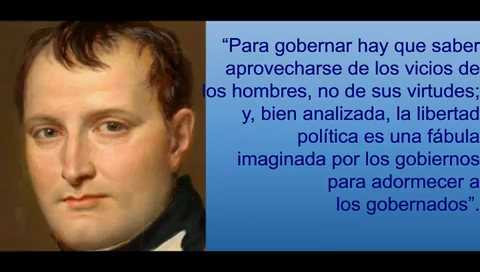 “Para gobernar hay que saber
aprovecharse de los vicios de
los hombres, no de sus virtudes;
y, bien analizada, la libertad
política es una fábula
imaginada por los gobiernos
para adormecer a
los gobernados”.